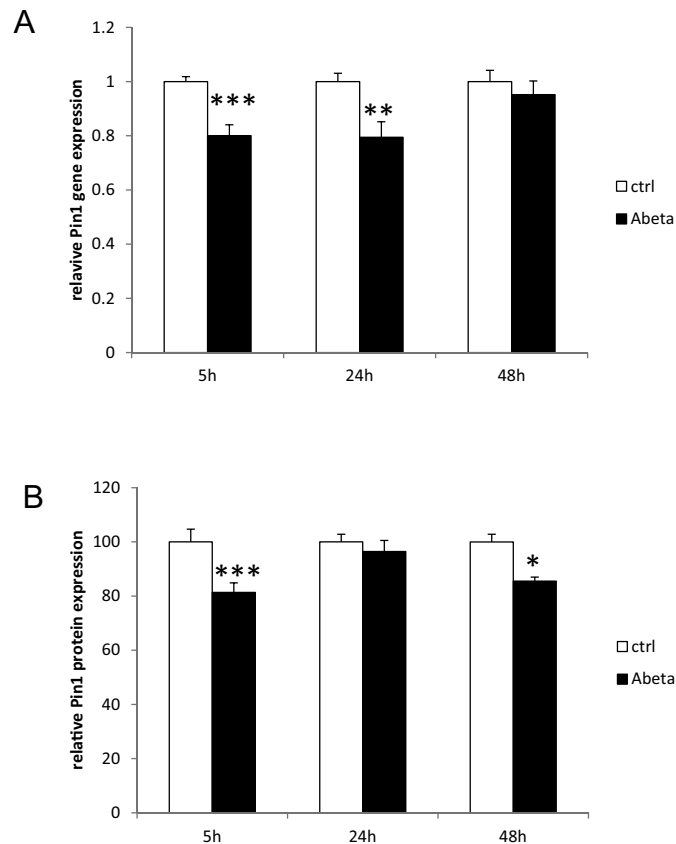 A
1.2
1
0.8
0.6
0.4
0.2
0
relavive Pin1 gene expression
***
**
5h 24h 48h
ctrl
Abeta
B
120
100
80
60
40
20
0
relative Pin1 protein expression
***
*
5h 24h 48h
ctrl
Abeta